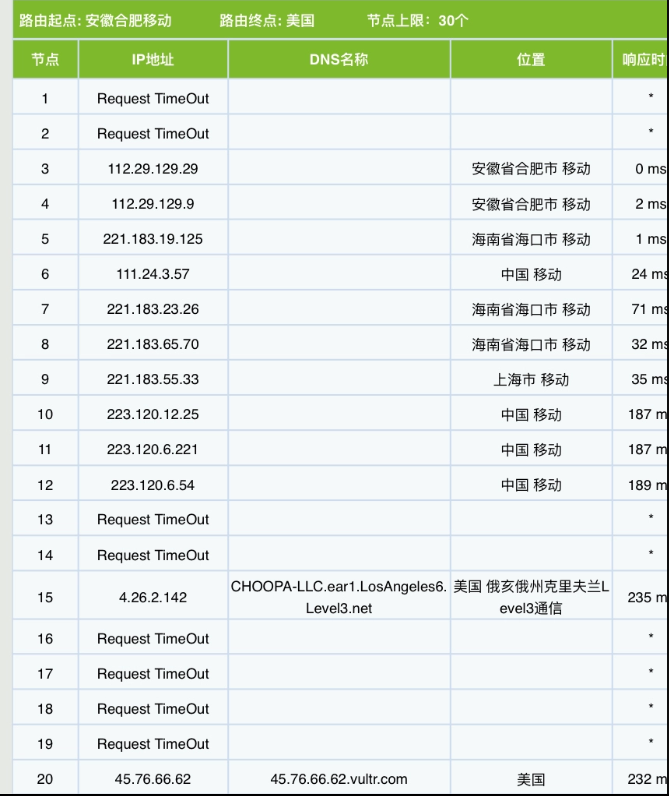 路由起点: 安徽合肥移动 路由终点: 美国 节点上限：30个
节点 IP地址 DNS名称 位置 响应时
1 Request TimeOut *
2 Request TimeOut *
3 112.29.129.29 安徽省合肥市 移动 0 ms
4 112.29.129.9 安徽省合肥市 移动 2 ms
5 221.183.19.125 海南省海口市 移动 1 ms
6 111.24.3.57 中国 移动 24 ms
7 221.183.23.26 海南省海口市 移动 71 ms
8 221.183.65.70 海南省海口市 移动 32 ms
9 221.183.55.33 上海市 移动 35 ms
10 223.120.12.25 中国 移动 187 m
11 223.120.6.221 中国 移动 187 m
12 223.120.6.54 中国 移动 189 m
13 Request TimeOut *
14 Request TimeOut *
15 4.26.2.142 CHOOPA-LLC.ear1.LosAngeles6. 美国 俄亥俄州克里夫兰L 235 m
Level3.net evel3通信
16 Request TimeOut *
17 Request TimeOut *
18 Request TimeOut *
19 Request TimeOut *
20 45.76.66.62 45.76.66.62.vultr.com 美国 232 m